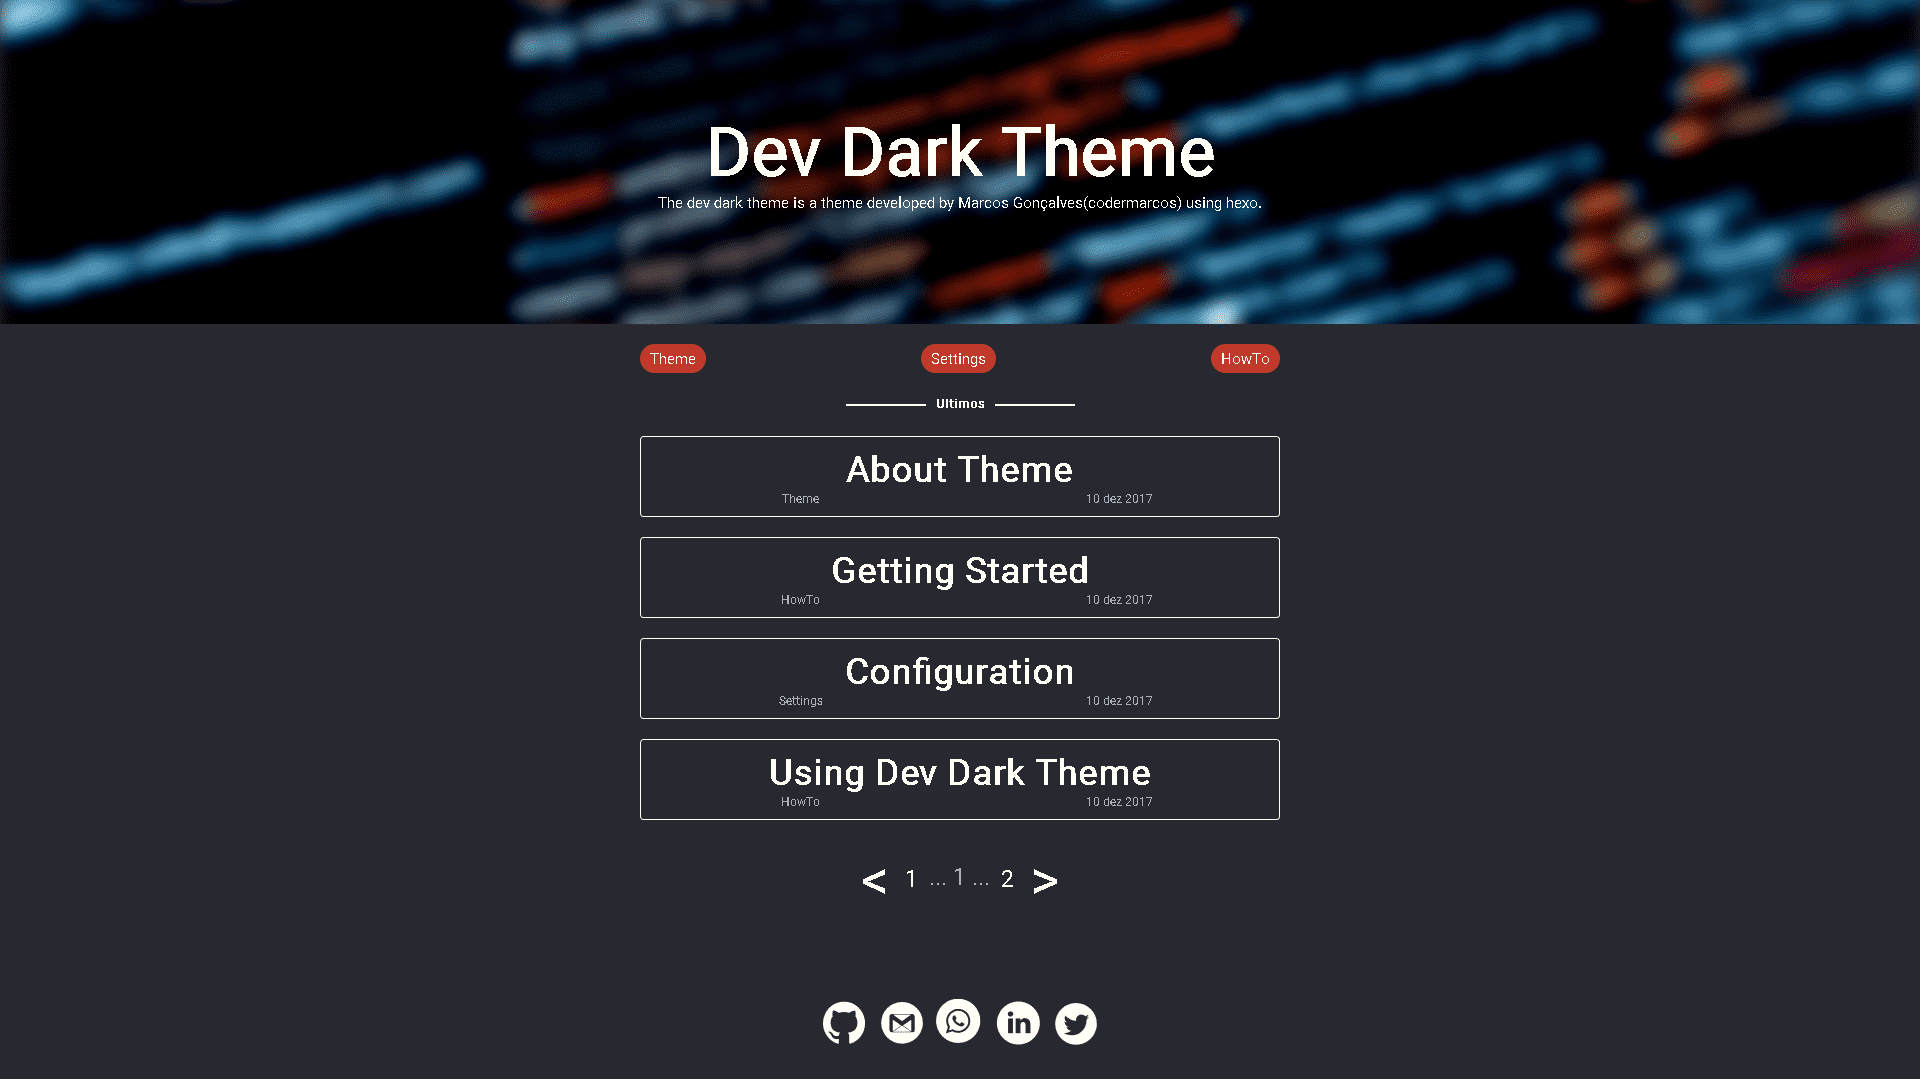 Dev Dark Theme
The dev dark theme is a theme developed by Marcos Gonçalves(codermarcos) using hexo.
Theme Settings HowTo
Ultimos
About Theme
Theme 10 dez 2017
Getting Started
HowTo 10 dez 2017
Configuration
Settings 10 dez 2017
Using Dev Dark Theme
HowTo 10 dez 2017
< 1 ... 1 ... 2 >
in